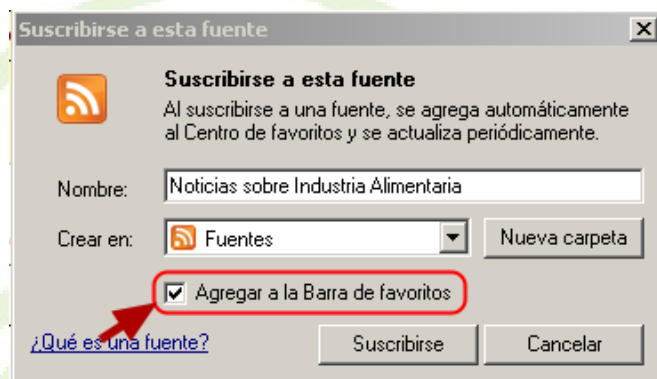 Suscribirse a esta fuente
Suscribirse a esta fuente
Al suscribirse a una fuente, se agrega automáticamente
al Centro de favoritos y se actualiza periódicamente.
Nombre: Noticias sobre Industria Alimentaria
Crear en: Fuentes Nueva carpeta
Agregar a la Barra de favoritos
¿Qué es una fuente? Suscribirse Cancelar